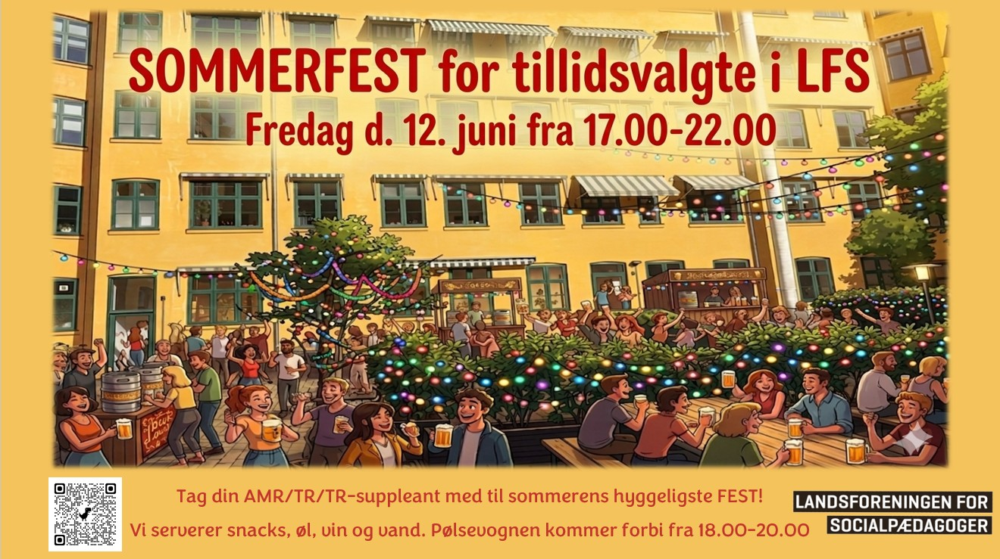 SOMMERFEST for tillidsvalgte i LFS
Fredag d. 12. juni fra 17.00-22.00
Tag din AMR/TR/TR-suppleant med til sommerens hyggeligste FEST!
Vi serverer snacks, øl, vin og vand. Pølsevognen kommer forbi fra 18.00-20.00
LANDSFORENINGEN FOR
SOCIALPÆDAGOGER